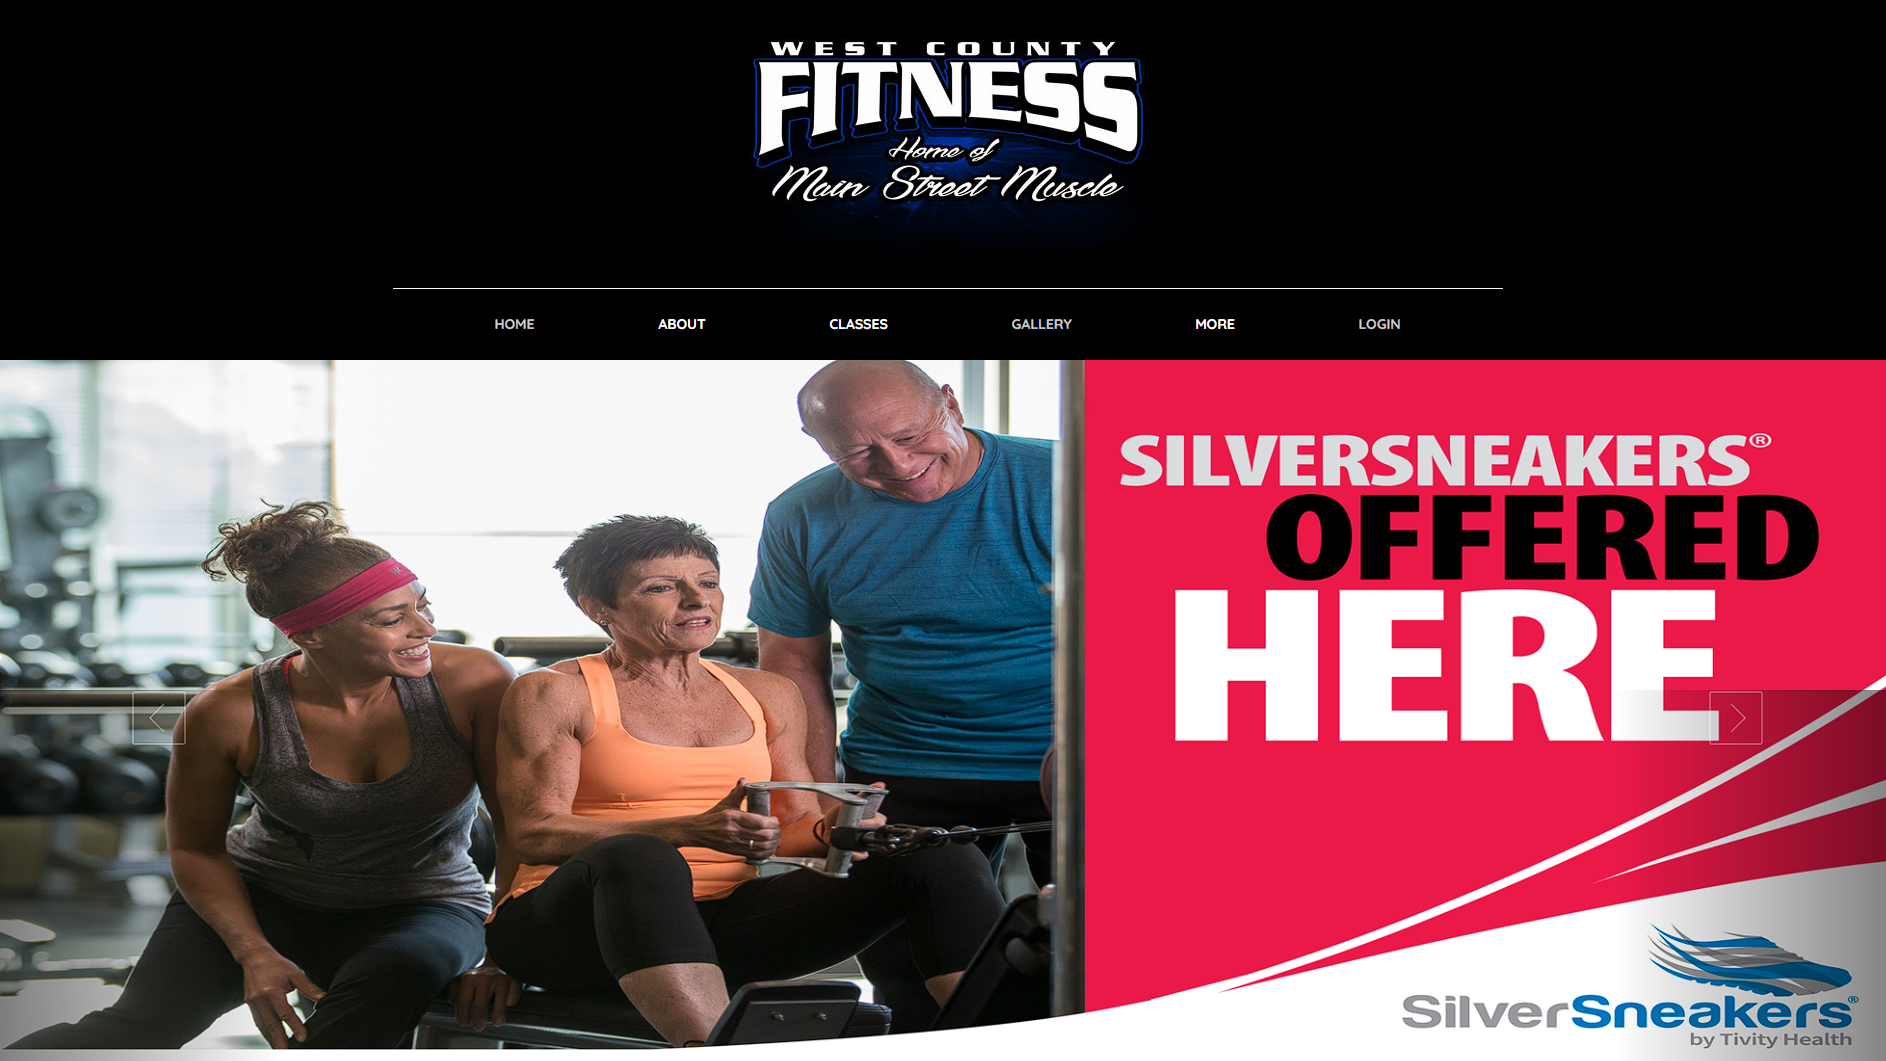 WEST COUNTY
FITNESS
Home of
Main Street Muscle
HOME ABOUT CLASSES GALLERY MORE LOGIN
SILVERSNEAKERS®
OFFERED
HERE
SilverSneakers®
by Tivity Health